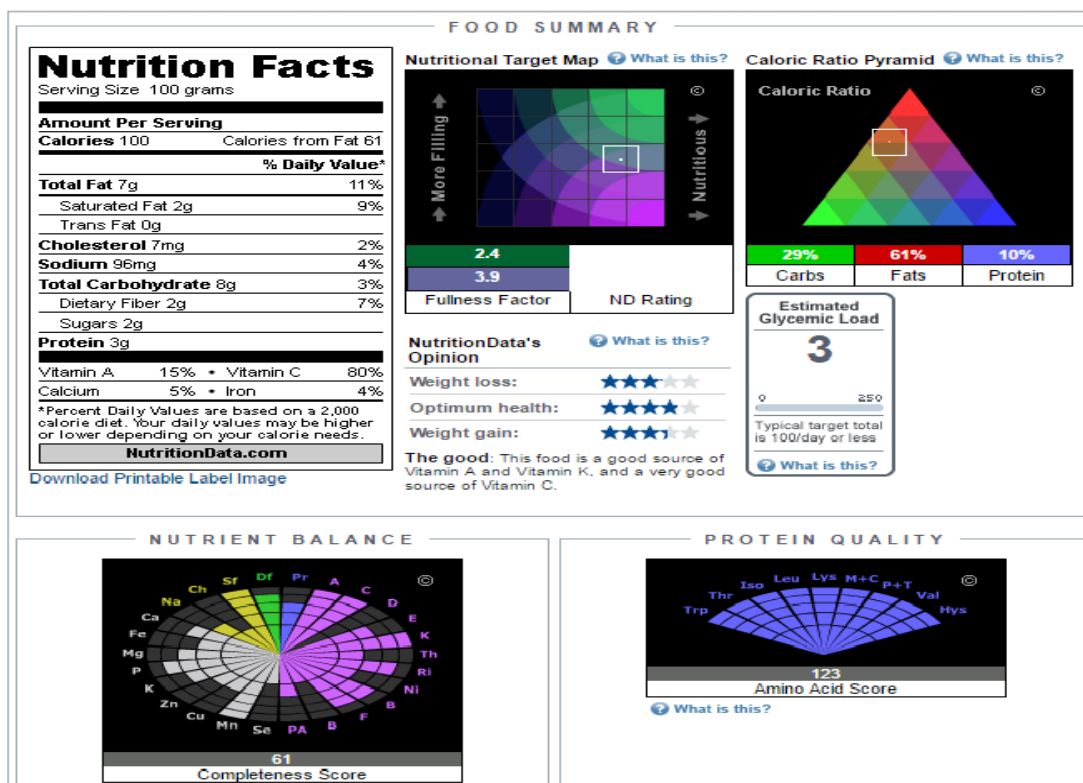 FOOD SUMMARY
Nutrition Facts
Serving Size 100 grams
Amount Per Serving
Calories 100 Calories from Fat 61
% Daily Value*
Total Fat 7g 11%
Saturated Fat 2g 9%
Trans Fat 0g
Cholesterol 7mg 2%
Sodium 96mg 4%
Total Carbohydrate 8g 3%
Dietary Fiber 2g 7%
Sugars 2g
Protein 3g
Vitamin A 15% • Vitamin C 80%
Calcium 5% • Iron 4%
*Percent Daily Values are based on a 2,000
calorie diet. Your daily values may be higher
or lower depending on your calorie needs.
NutritionData.com
Download Printable Label Image
Nutritional Target Map ? What is this?
©
More Filling
Nutritious
2.4
3.9
Fullness Factor ND Rating
NutritionData's ? What is this?
Opinion
Weight loss:
Optimum health:
Weight gain:
The good: This food is a good source of
Vitamin A and Vitamin K, and a very good
source of Vitamin C.
Caloric Ratio Pyramid ? What is this?
Caloric Ratio ©
29% 61% 10%
Carbs Fats Protein
Estimated
Glycemic Load
3
0 250
Typical target total
is 100/day or less
? What is this?
NUTRIENT BALANCE
©
Pr
A
C
D
E
K
Th
Ri
Ni
B
F
B
PA
Se
Mn
Cu
Zn
K
P
Mg
Fe
Ca
Na
Ch
Sf
Df
61
Completeness Score
PROTEIN QUALITY
©
Trp
Thr
Iso
Leu
Lys
M+C
P+T
Val
Hys
123
Amino Acid Score
? What is this?